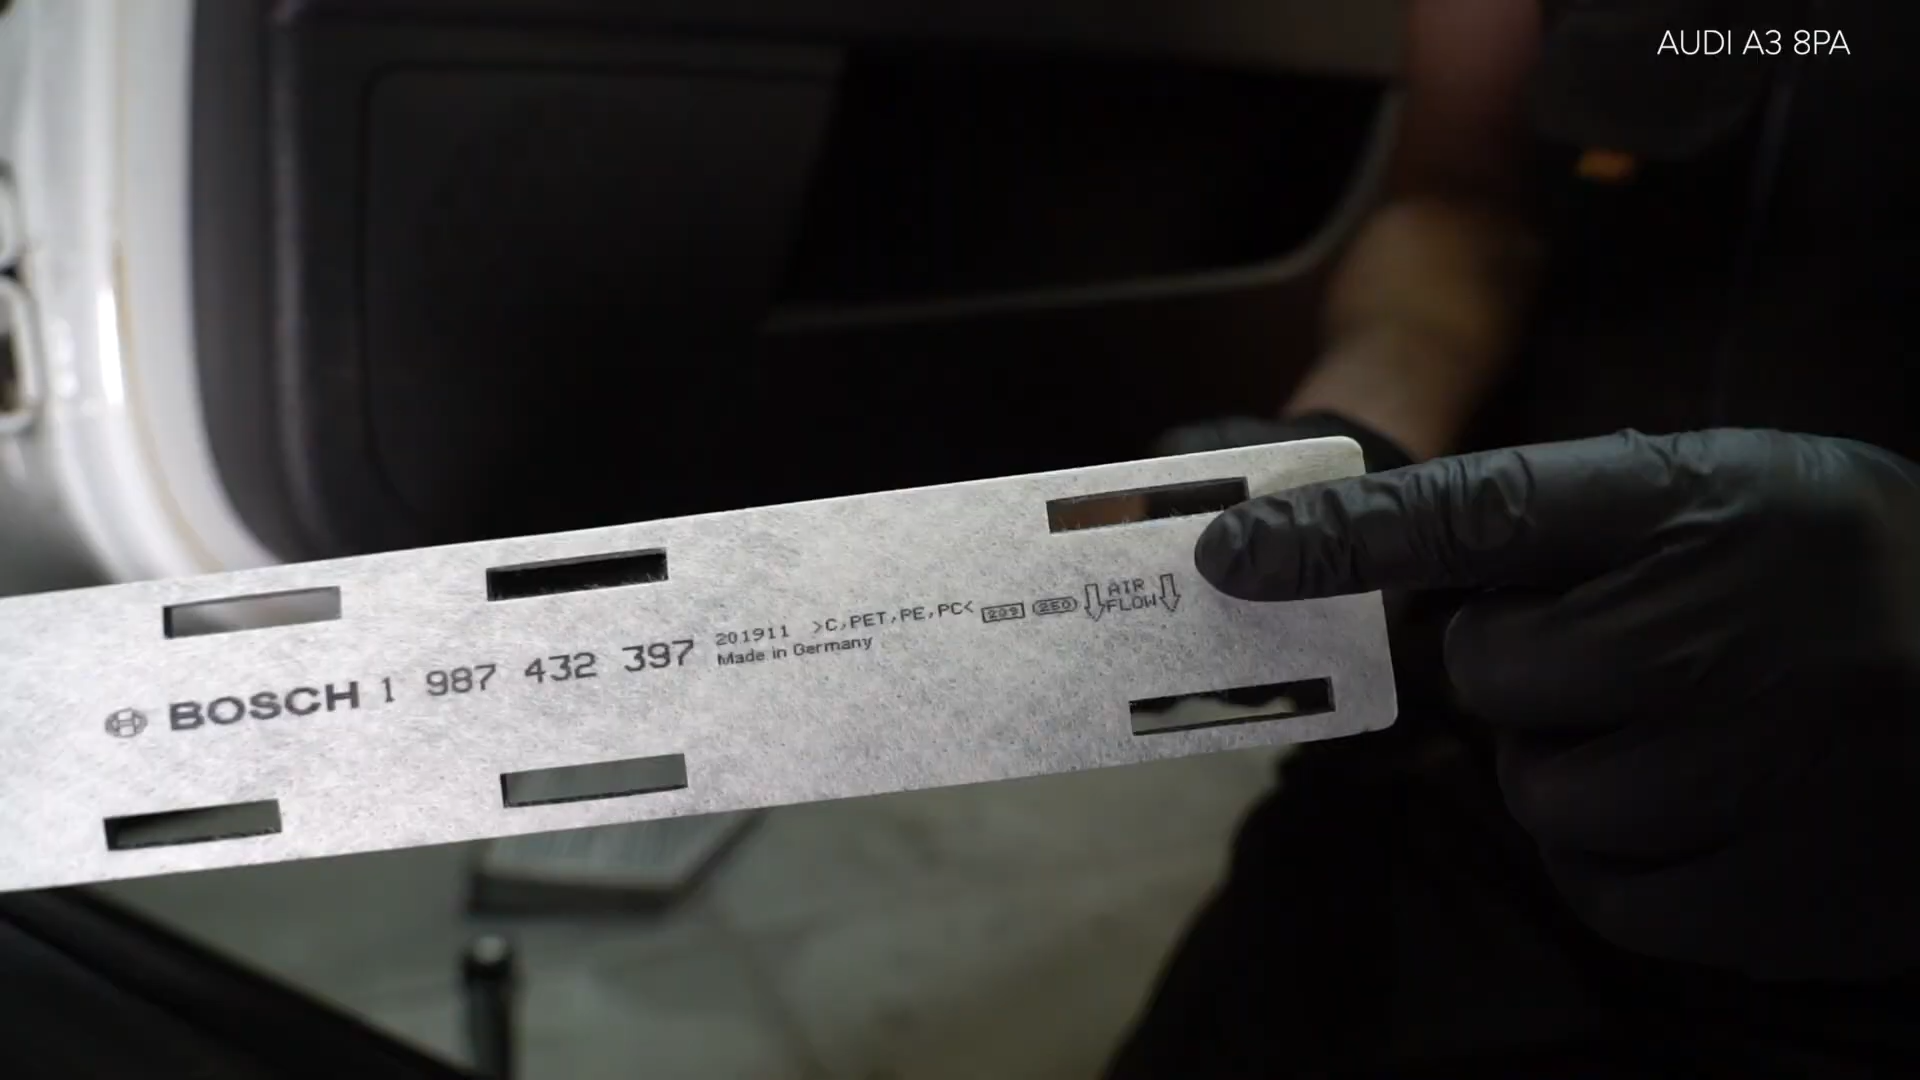 AUDI A3 8PA
BOSCH 1 987 432 397
201911 >C,PET,PE,PC< 209 250
Made in Germany
AIR
FLOW